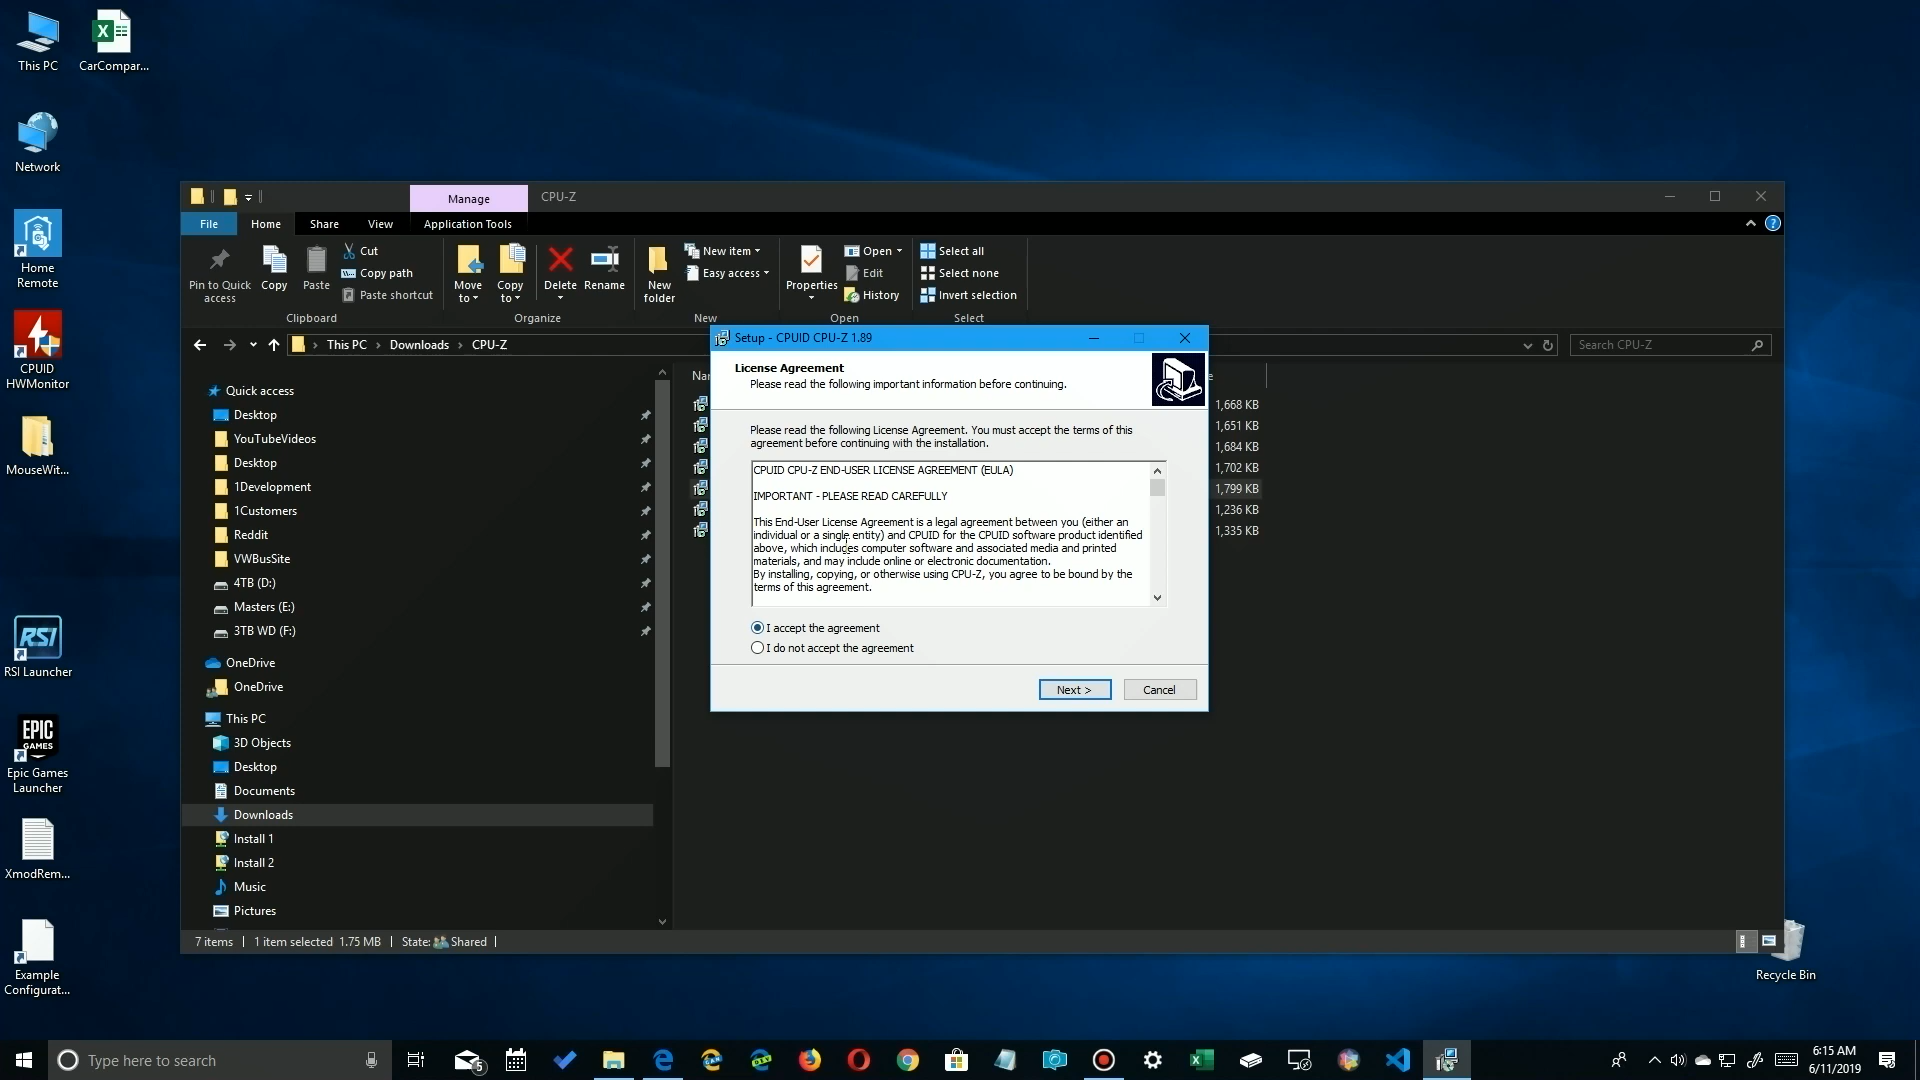 This PC
CarCompar...
Network
Home
Remote
CPUID
HWMonitor
MouseWit...
RSI
RSI Launcher
EPIC
GAMES
Epic Games
Launcher
XmodRem...
Example
Configurat...
Recycle Bin
Manage
CPU-Z
File
Home
Share
View
Application Tools
Pin to Quick
access
Copy
Paste
Cut
Copy path
Paste shortcut
Clipboard
Move
to
Copy
to
Delete
Rename
Organize
New
folder
New item
Easy access
New
Properties
Open
Edit
History
Open
Select all
Select none
Invert selection
Select
This PC > Downloads > CPU-Z
Search CPU-Z
Quick access
Desktop
YouTubeVideos
Desktop
1Development
1Customers
Reddit
VWBusSite
4TB (D:)
Masters (E:)
3TB WD (F:)
OneDrive
OneDrive
This PC
3D Objects
Desktop
Documents
Downloads
Install 1
Install 2
Music
Pictures
1,668 KB
1,651 KB
1,684 KB
1,702 KB
1,799 KB
1,236 KB
1,335 KB
7 items
1 item selected 1.75 MB
State: Shared
Setup - CPUID CPU-Z 1.89
License Agreement
Please read the following important information before continuing.
Please read the following License Agreement. You must accept the terms of this
agreement before continuing with the installation.
CPUID CPU-Z END-USER LICENSE AGREEMENT (EULA)
IMPORTANT - PLEASE READ CAREFULLY
This End-User License Agreement is a legal agreement between you (either an
individual or a single entity) and CPUID for the CPUID software product identified
above, which includes computer software and associated media and printed
materials, and may include online or electronic documentation.
By installing, copying, or otherwise using CPU-Z, you agree to be bound by the
terms of this agreement.
I accept the agreement
I do not accept the agreement
Next >
Cancel
Type here to search
5
6:15 AM
6/11/2019